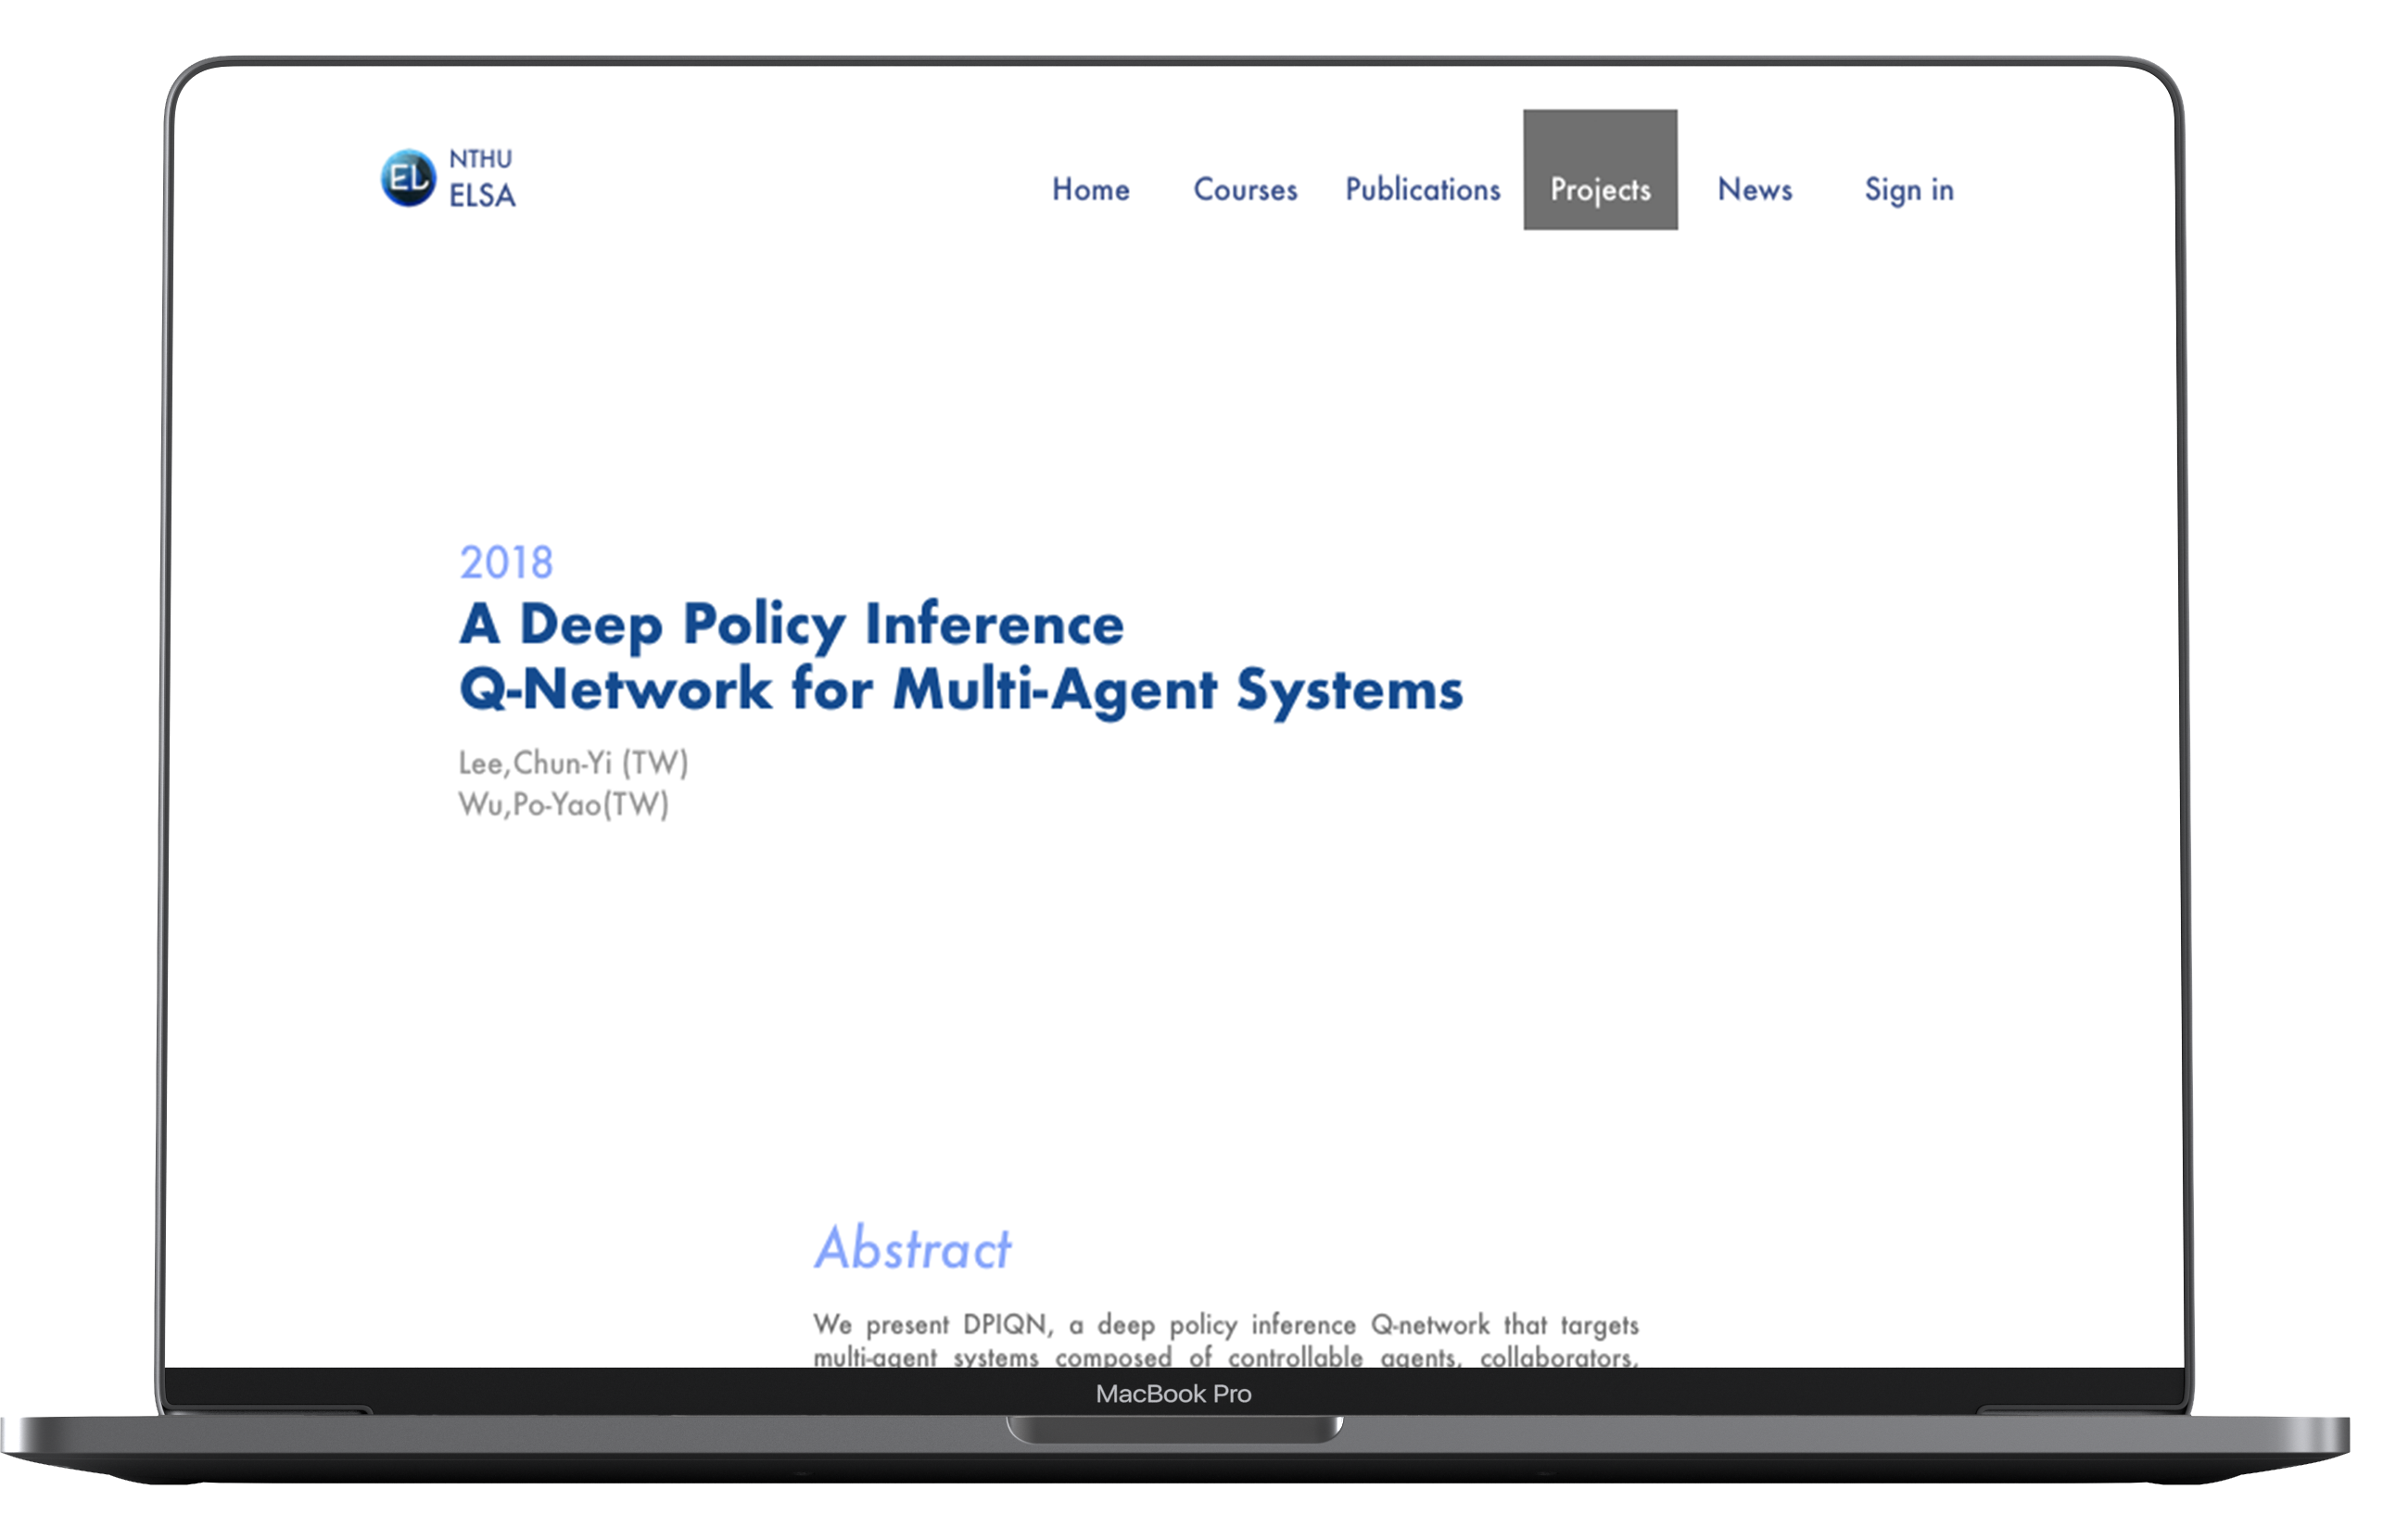 EL
NTHU
ELSA
Home Courses Publications Projects News Sign in
2018
A Deep Policy Inference
Q-Network for Multi-Agent Systems
Lee,Chun-Yi (TW)
Wu,Po-Yao(TW)
Abstract
We present DPIQN, a deep policy inference Q-network that targets
multi-agent systems composed of controllable agents, collaborators,
MacBook Pro